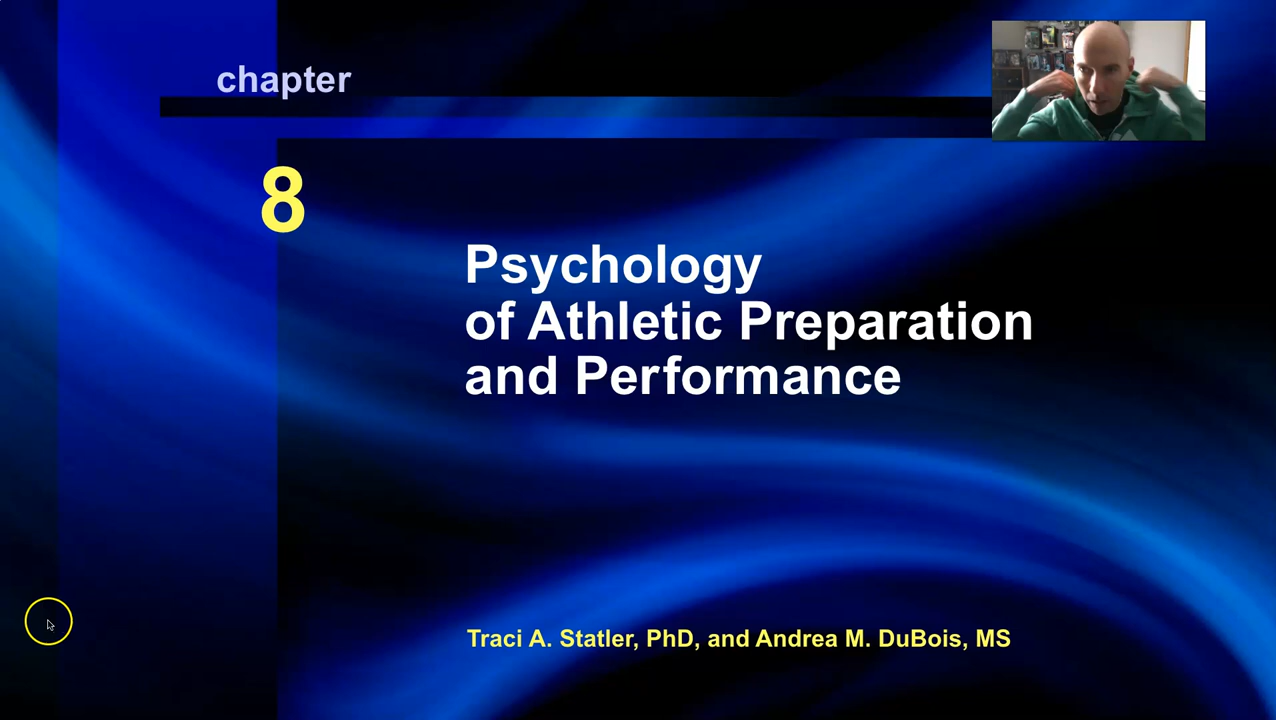 chapter
8
Psychology
of Athletic Preparation
and Performance
Traci A. Statler, PhD, and Andrea M. DuBois, MS